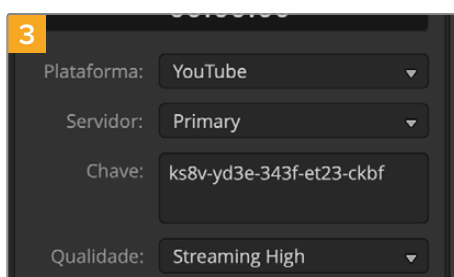 3
Plataforma: YouTube
Servidor: Primary
Chave: ks8v-yd3e-343f-et23-ckbf
Qualidade: Streaming High